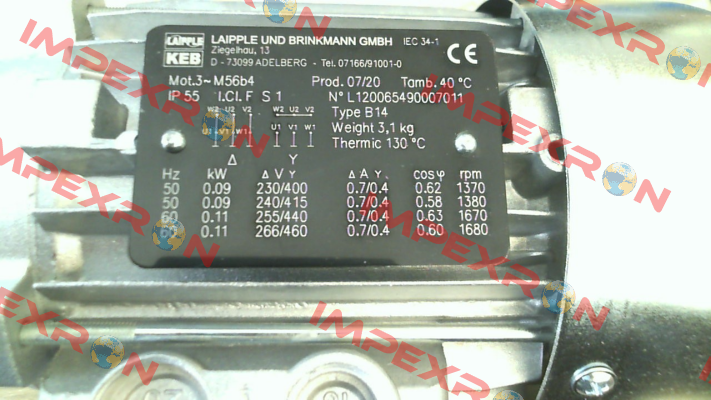 LAIPPLE
KEB
LAIPPLE UND BRINKMANN GMBH IEC 34-1
Ziegelhau, 13
D - 73099 ADELBERG - Tel. 07166/91001-0
CE
Mot.3~ M56b4 Prod. 07/20 Tamb. 40 °C
IP 55 I.Cl. F S 1 N° L120065490007011
W2 U2 V2 W2 U2 V2 Type B14
U1 V1 W1 U1 V1 W1 Weight 3,1 kg
Thermic 130 °C
Δ Y
Hz kW Δ V Y Δ A Y cosφ rpm
50 0.09 230/400 0.7/0.4 0.62 1370
50 0.09 240/415 0.7/0.4 0.58 1380
60 0.11 255/440 0.7/0.4 0.63 1670
0.11 266/460 0.7/0.4 0.60 1680
IMPEXRON
IMPEXRON
IMPEXRON
IMPEXRON